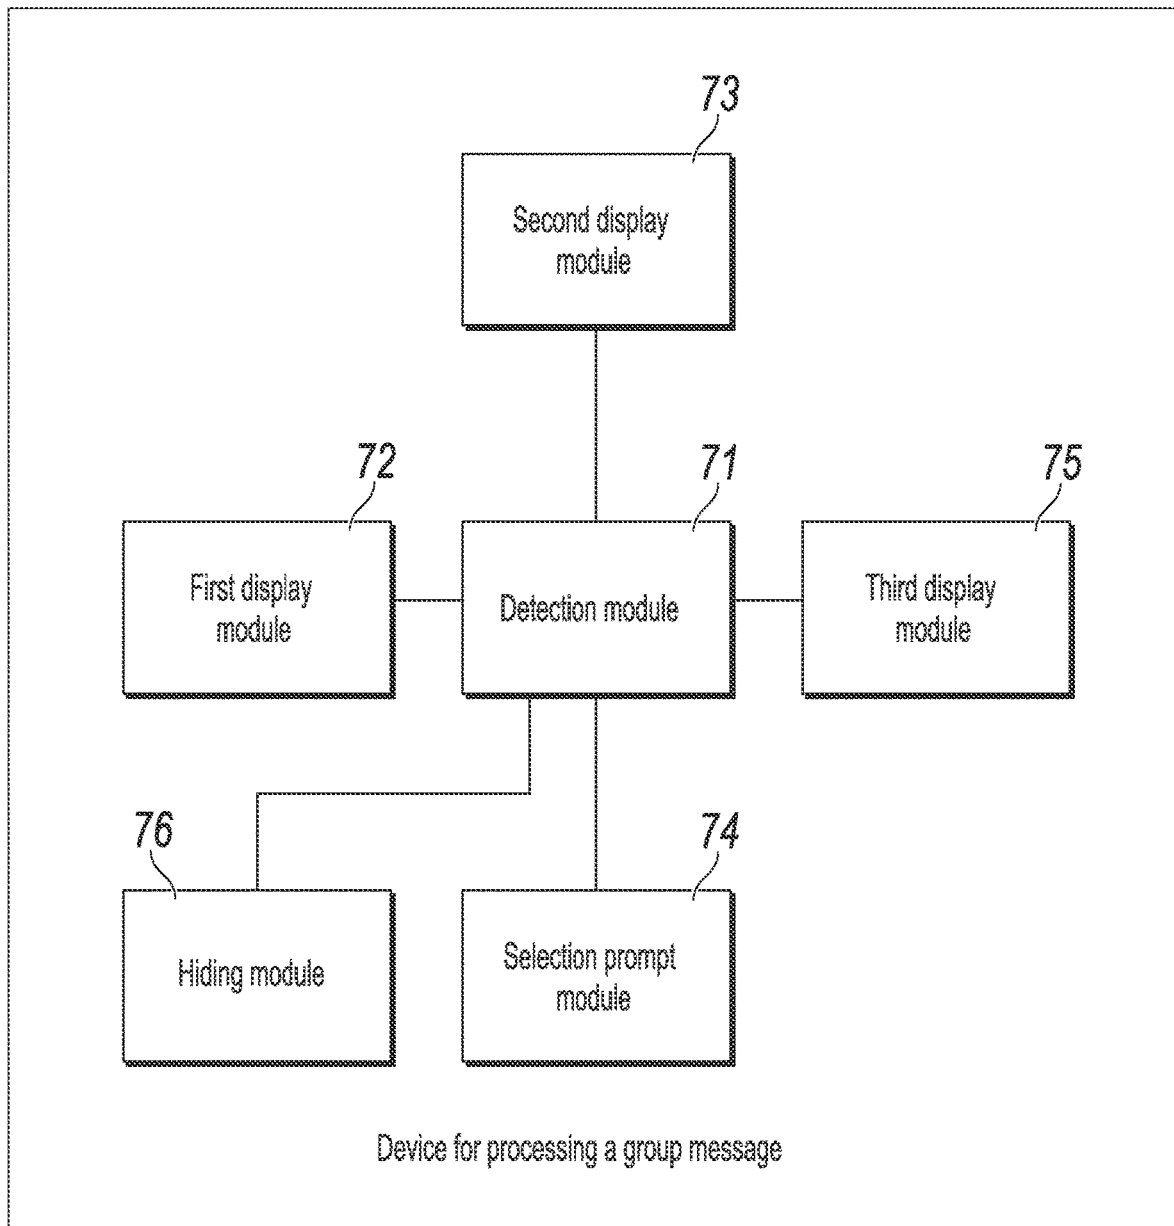 73
Second display
module
72
71
75
First display
module
Detection module
Third display
module
76
74
Hiding module
Selection prompt
module
Device for processing a group message